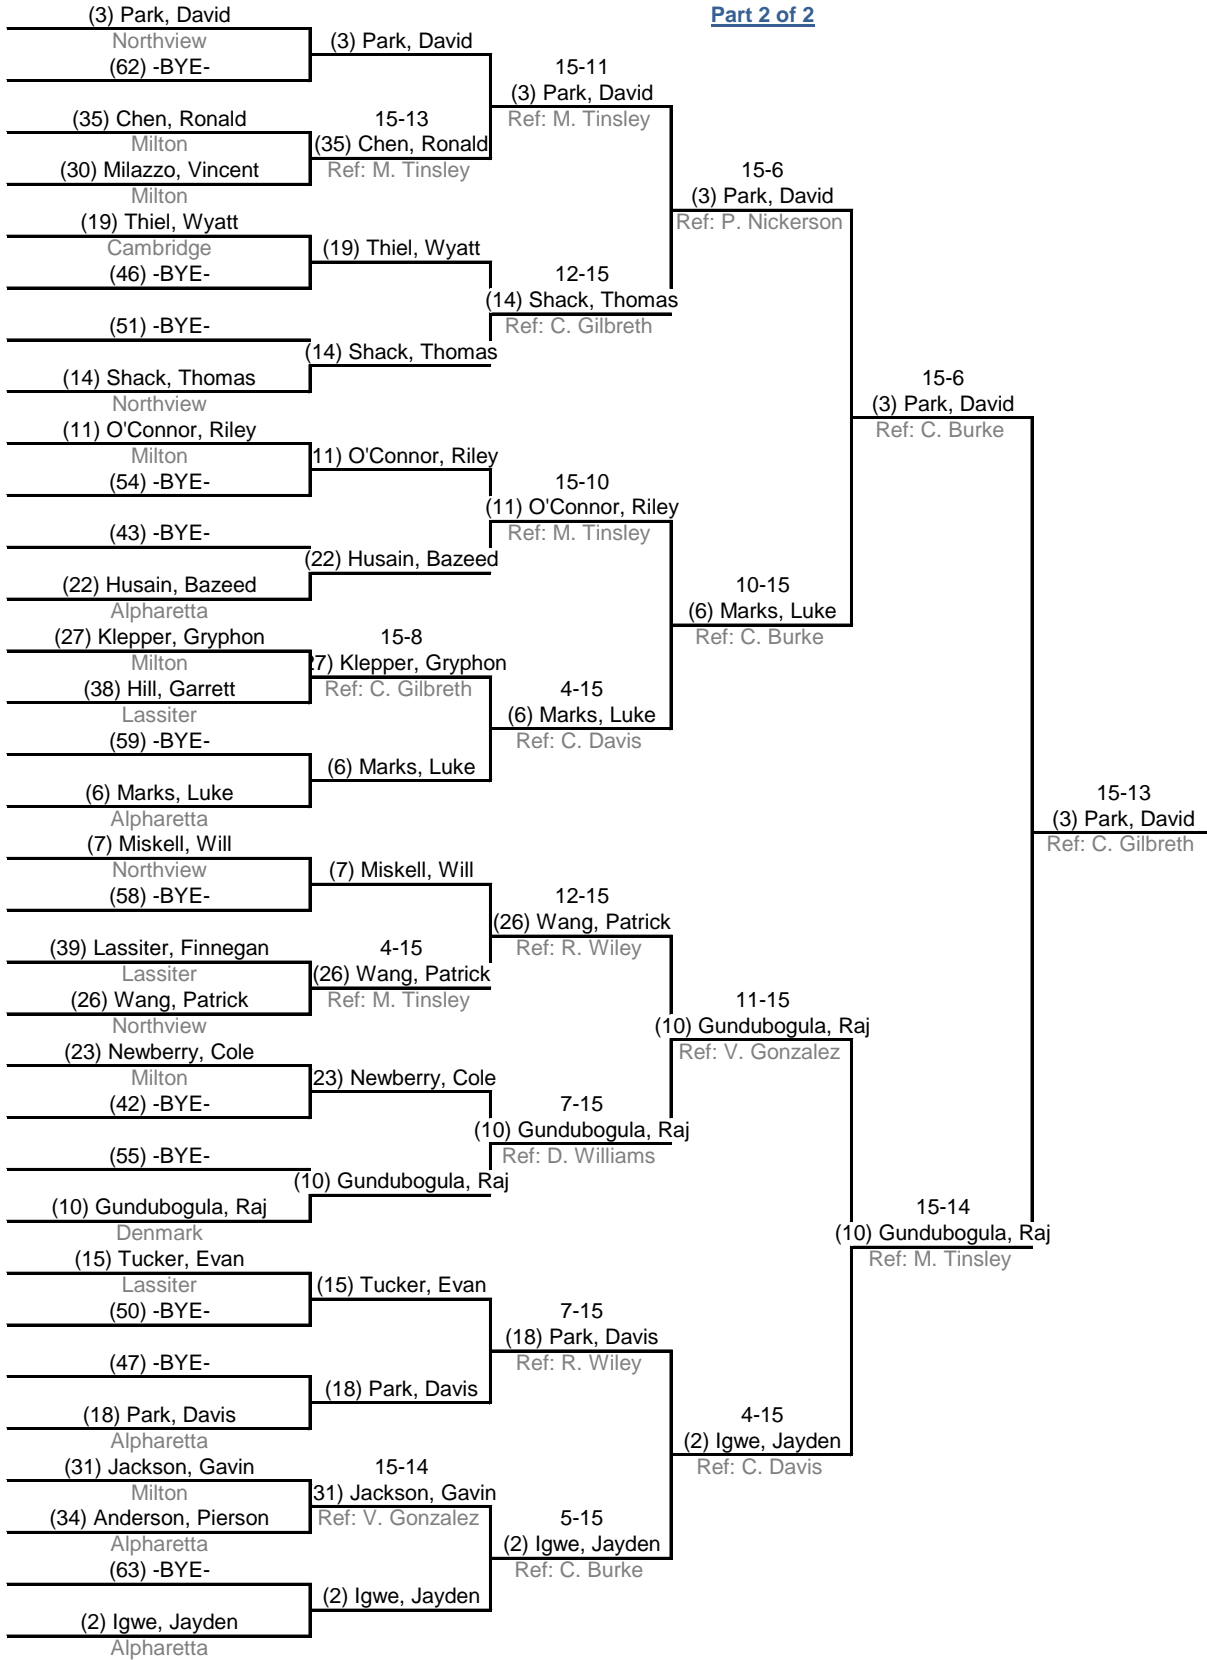 Part 2 of 2
(3) Park, David
Northview
(62) -BYE-
(35) Chen, Ronald
Milton
(30) Milazzo, Vincent
Milton
(19) Thiel, Wyatt
Cambridge
(46) -BYE-
(51) -BYE-
(14) Shack, Thomas
Northview
(11) O'Connor, Riley
Milton
(54) -BYE-
(43) -BYE-
(22) Husain, Bazeed
Alpharetta
(27) Klepper, Gryphon
Milton
(38) Hill, Garrett
Lassiter
(59) -BYE-
(6) Marks, Luke
Alpharetta
(7) Miskell, Will
Northview
(58) -BYE-
(39) Lassiter, Finnegan
Lassiter
(26) Wang, Patrick
Northview
(23) Newberry, Cole
Milton
(42) -BYE-
(55) -BYE-
(10) Gundubogula, Raj
Denmark
(15) Tucker, Evan
Lassiter
(50) -BYE-
(47) -BYE-
(18) Park, Davis
Alpharetta
(31) Jackson, Gavin
Milton
(34) Anderson, Pierson
Alpharetta
(63) -BYE-
(2) Igwe, Jayden
Alpharetta
(3) Park, David
15-13
(35) Chen, Ronald
Ref: M. Tinsley
(19) Thiel, Wyatt
(14) Shack, Thomas
11) O'Connor, Riley
(22) Husain, Bazeed
15-8
27) Klepper, Gryphon
Ref: C. Gilbreth
(6) Marks, Luke
(7) Miskell, Will
4-15
(26) Wang, Patrick
Ref: M. Tinsley
23) Newberry, Cole
(10) Gundubogula, Raj
(15) Tucker, Evan
(18) Park, Davis
15-14
31) Jackson, Gavin
Ref: V. Gonzalez
(2) Igwe, Jayden
15-11
(3) Park, David
Ref: M. Tinsley
12-15
(14) Shack, Thomas
Ref: C. Gilbreth
15-10
(11) O'Connor, Riley
Ref: M. Tinsley
4-15
(6) Marks, Luke
Ref: C. Davis
12-15
(26) Wang, Patrick
Ref: R. Wiley
7-15
(10) Gundubogula, Raj
Ref: D. Williams
7-15
(18) Park, Davis
Ref: R. Wiley
5-15
(2) Igwe, Jayden
Ref: C. Burke
15-6
(3) Park, David
Ref: P. Nickerson
10-15
(6) Marks, Luke
Ref: C. Burke
11-15
(10) Gundubogula, Raj
Ref: V. Gonzalez
4-15
(2) Igwe, Jayden
Ref: C. Davis
15-6
(3) Park, David
Ref: C. Burke
15-14
(10) Gundubogula, Raj
Ref: M. Tinsley
15-13
(3) Park, David
Ref: C. Gilbreth